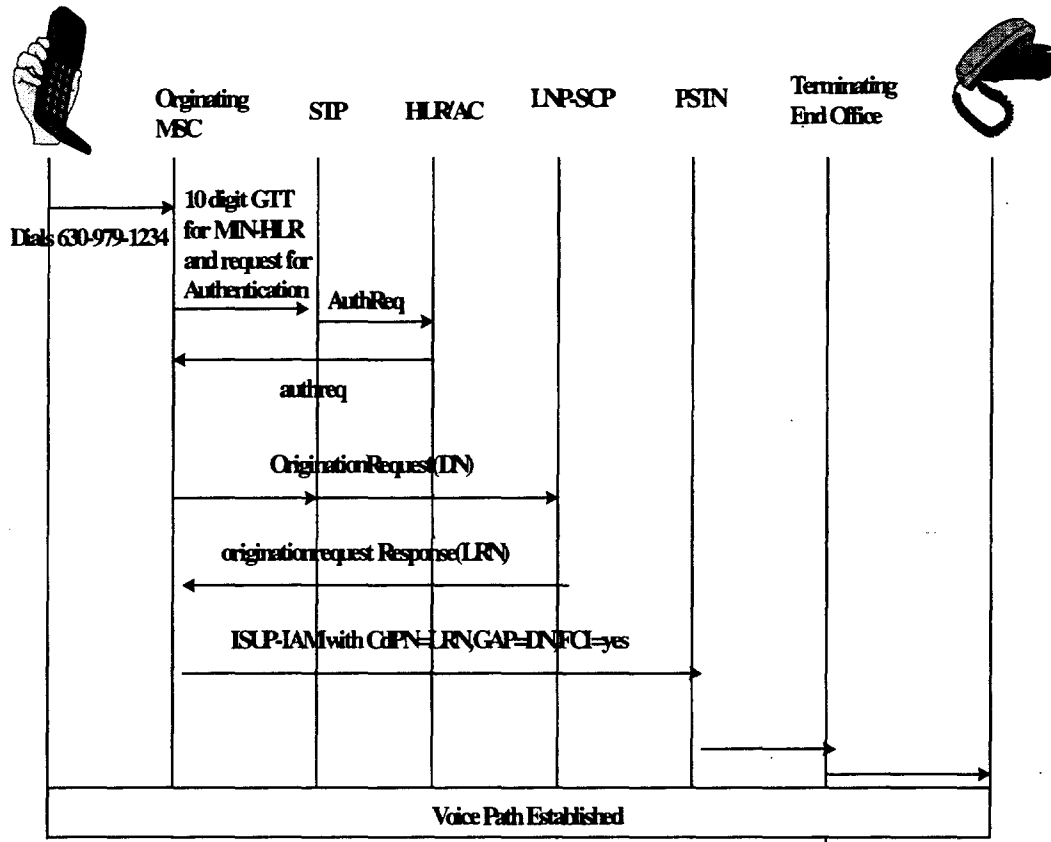 Orginating
MSC
STP
HLR/AC
LNP-SCP
PSTN
Terminating
End Office
Dials 630-979-1234
10 digit GTT
for MIN-HLR
and request for
Authentication
AuthReq
authreq
OriginationRequest(DN)
originationrequest Response(LRN)
ISUP-IAM with CdPN=LRN,GAP=DN,FCI=yes
Voice Path Established